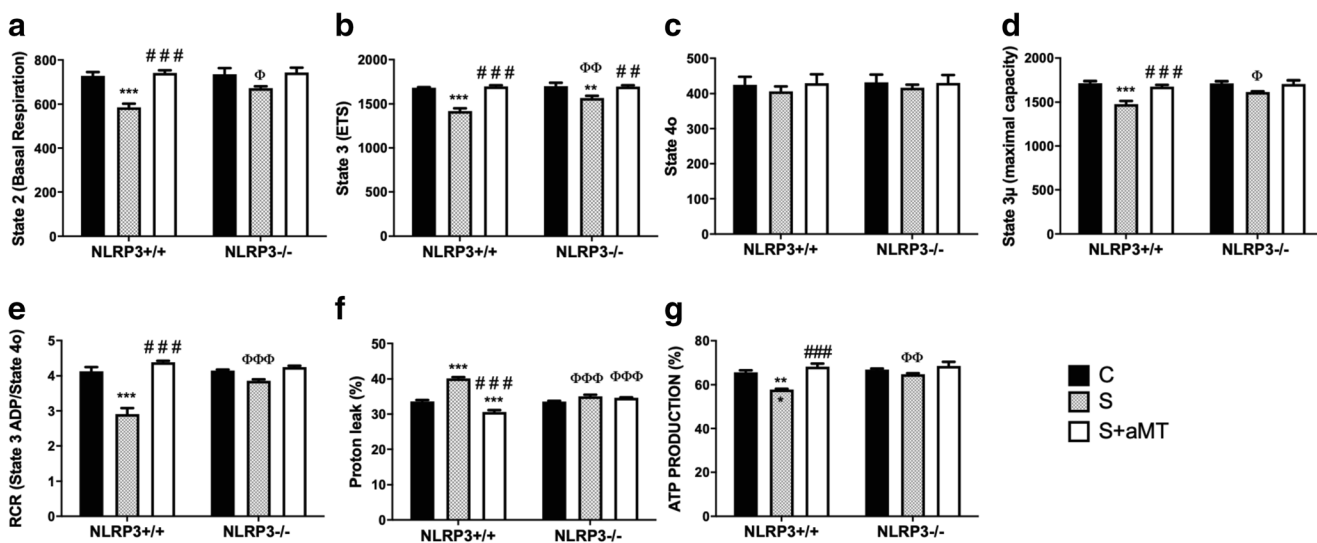 a
State 2 (Basal Respiration)
800
600
400
200
0
***
# # #
Φ
NLRP3+/+
NLRP3-/-
b
State 3 (ETS)
2000
1500
1000
500
0
***
# # #
ΦΦ
**
# #
NLRP3+/+
NLRP3-/-
c
State 4o
500
400
300
200
100
0
NLRP3+/+
NLRP3-/-
d
State 3µ (maximal capacity)
2000
1500
1000
500
0
***
# # #
Φ
NLRP3+/+
NLRP3-/-
e
RCR (State 3 ADP/State 4o)
5
4
3
2
1
0
***
# # #
ΦΦΦ
NLRP3+/+
NLRP3-/-
f
Proton leak (%)
50
40
30
20
10
0
***
# # #
***
ΦΦΦ
ΦΦΦ
NLRP3+/+
NLRP3-/-
g
ATP PRODUCTION (%)
80
60
40
20
0
**
*
###
ΦΦ
NLRP3+/+
NLRP3-/-
C
S
S+aMT